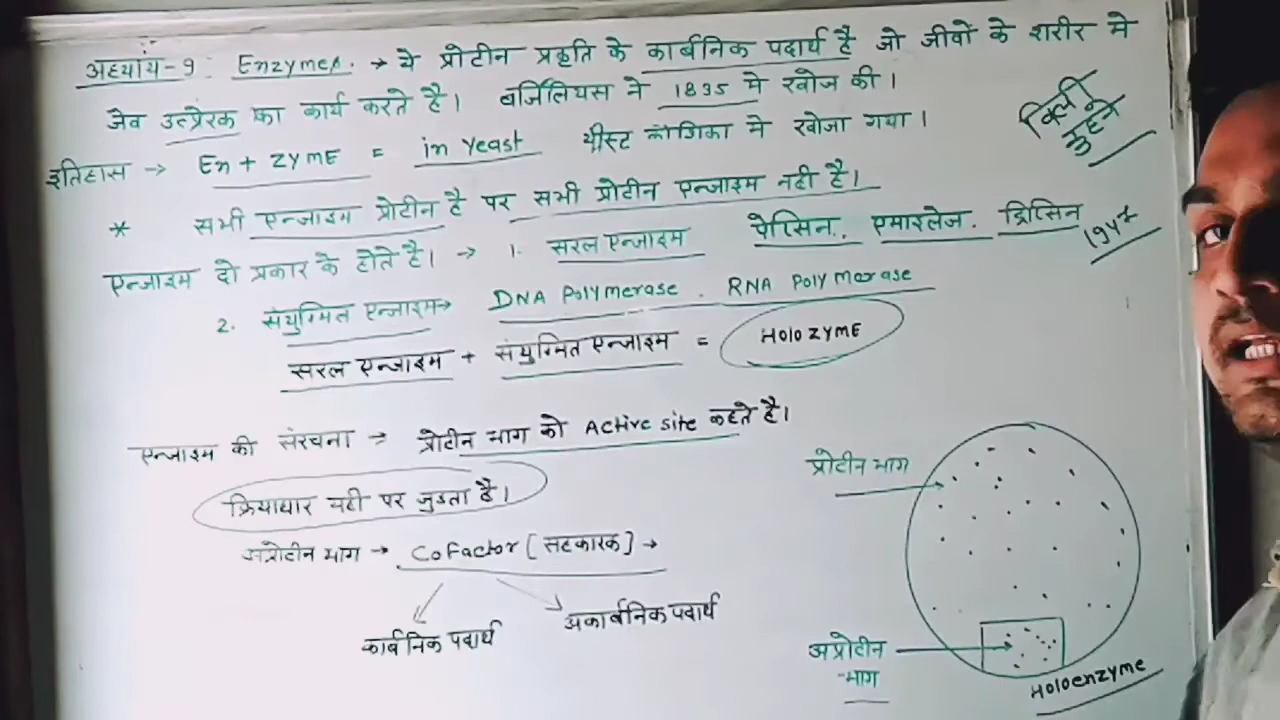 अध्याय-9: Enzymes. → ये प्रोटीन प्रकृति के कार्बनिक पदार्थ है जो जीवों के शरीर मे
जैव उत्प्रेरक का कार्य करते है। बर्जिलियस ने 1835 मे खोज की।
इतिहास → En + ZYME = in yeast यीस्ट कोशिका मे खोजा गया।
कुहने
* सभी एन्जाइम प्रोटीन है पर सभी प्रोटीन एन्जाइम नही है।
एन्जाइम दो प्रकार के होते है। → 1. सरल एन्जाइम पेप्सिन, एमाइलेज, ट्रिप्सिन
2. संयुग्मित एन्जाइम→ DNA Polymerase. RNA Polymerase
सरल एन्जाइम + संयुग्मित एन्जाइम = HOLOZYME
एन्जाइम की संरचना → प्रोटीन भाग को Active site कहते है।
क्रियाधार यही पर जुडता है।
अप्रोटीन भाग → CoFactor [सहकारक] →
कार्बनिक पदार्थ अकार्बनिक पदार्थ
प्रोटीन भाग
अप्रोटीन
भाग
Holoenzyme